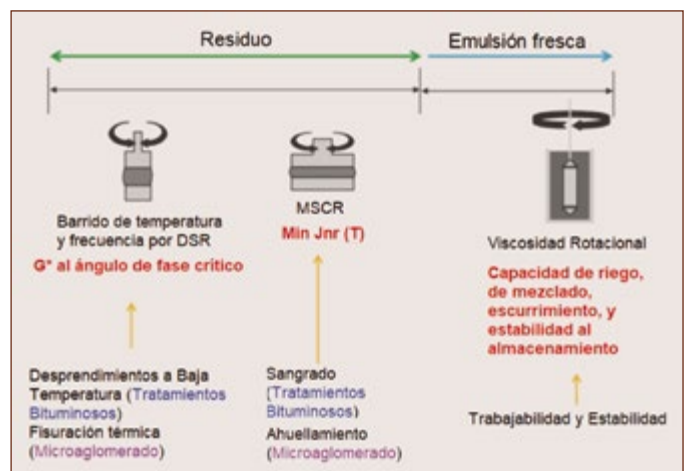 Residuo
Emulsión fresca
Barrido de temperatura
y frecuencia por DSR
G* al ángulo de fase crítico
MSCR
Min Jnr (T)
Viscosidad Rotacional
Capacidad de riego,
de mezclado,
escurrimiento, y
estabilidad al
almacenamiento
Desprendimientos a Baja
Temperatura (Tratamientos
Bituminosos)
Fisuración térmica
(Microaglomerado)
Sangrado
(Tratamientos
Bituminosos)
Ahuellamiento
(Microaglomerado)
Trabajabilidad y Estabilidad